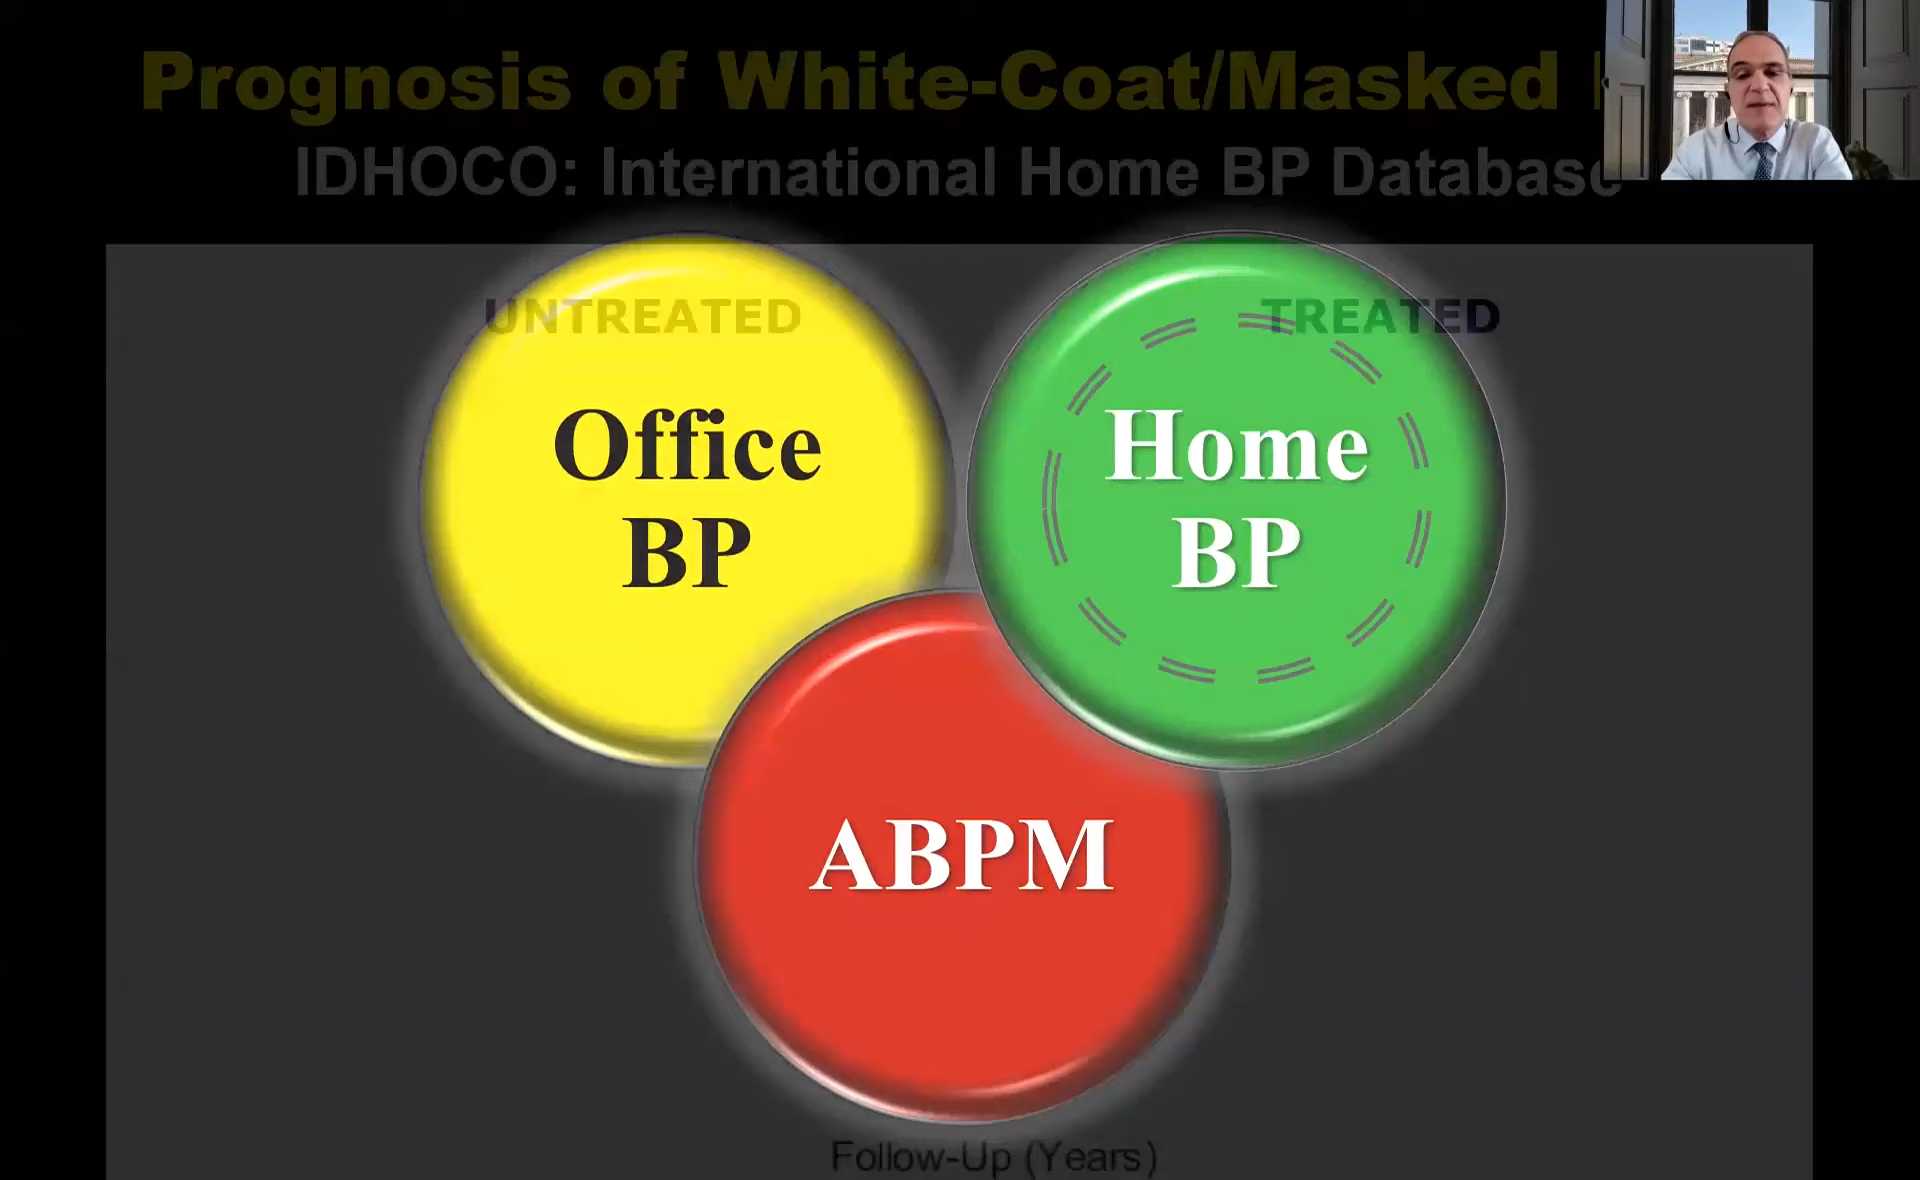 Prognosis of White-Coat/Masked
IDHOCO: International Home BP Database
UNTREATED
TREATED
Office
BP
Home
BP
ABPM
Follow-Up (Years)